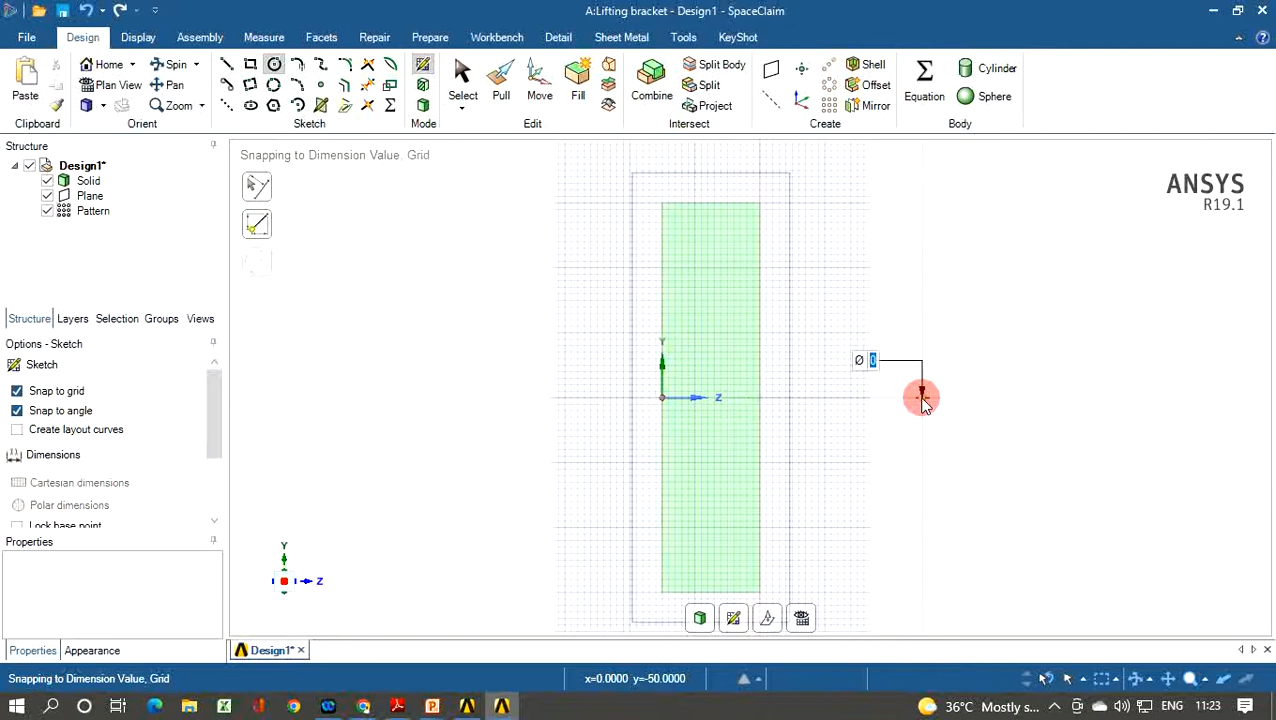 A:Lifting bracket - Design1 - SpaceClaim
File Design Display Assembly Measure Facets Repair Prepare Workbench Detail Sheet Metal Tools KeyShot
Paste
Clipboard
Home Spin
Plan View Pan
Zoom
Orient
Sketch
Mode
Select Pull Move Fill
Edit
Combine
Split Body
Split
Project
Intersect
Shell
Offset
Mirror
Create
Equation
Cylinder
Sphere
Body
Structure
Design1*
Solid
Plane
Pattern
Structure Layers Selection Groups Views
Options - Sketch
Sketch
Snap to grid
Snap to angle
Create layout curves
Dimensions
Cartesian dimensions
Polar dimensions
Lock base point
Properties
Properties Appearance
Snapping to Dimension Value, Grid
ANSYS
R19.1
Y
Z
Ø 0
Y
Z
Design1*
Snapping to Dimension Value, Grid
x=0.0000 y=-50.0000
36°C Mostly s... ENG 11:23